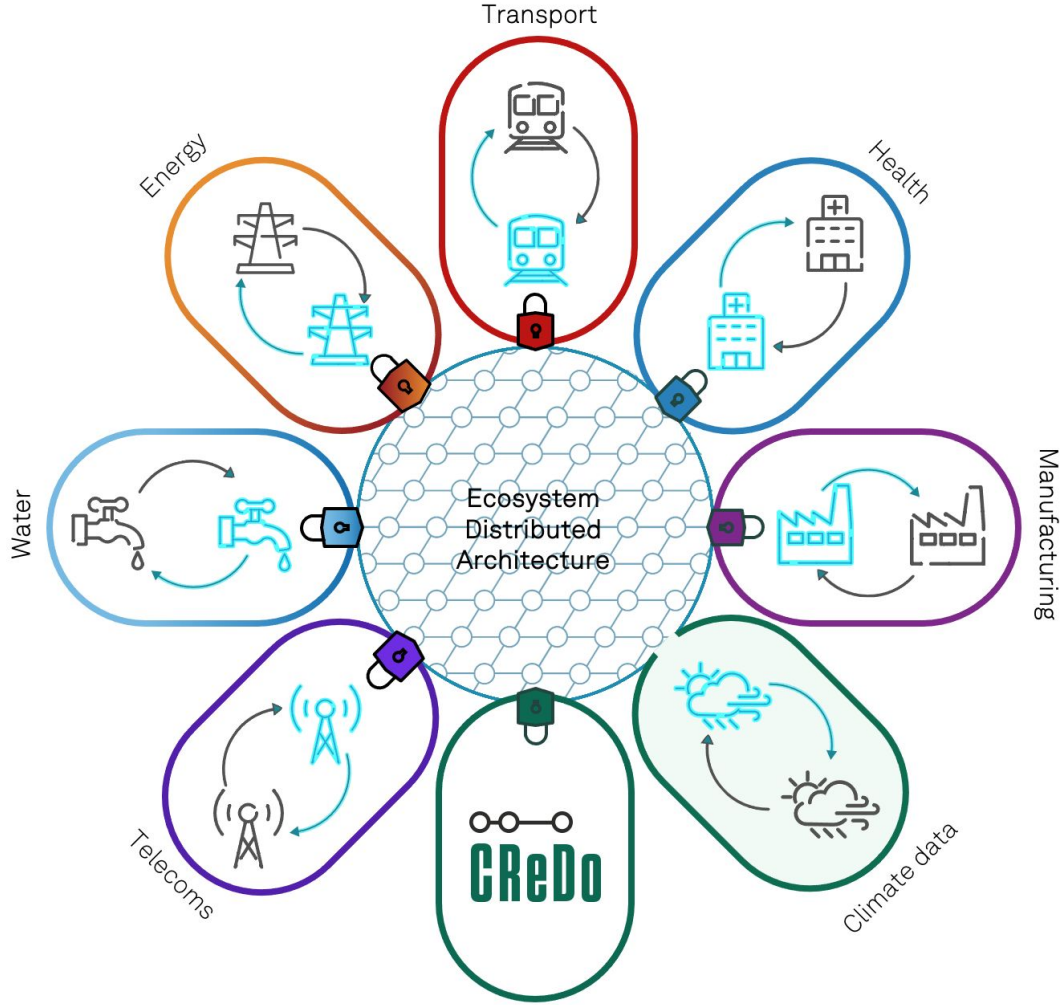 Transport
Energy
Health
Water
Ecosystem
Distributed
Architecture
Manufacturing
Telecoms
CReDo
Climate data